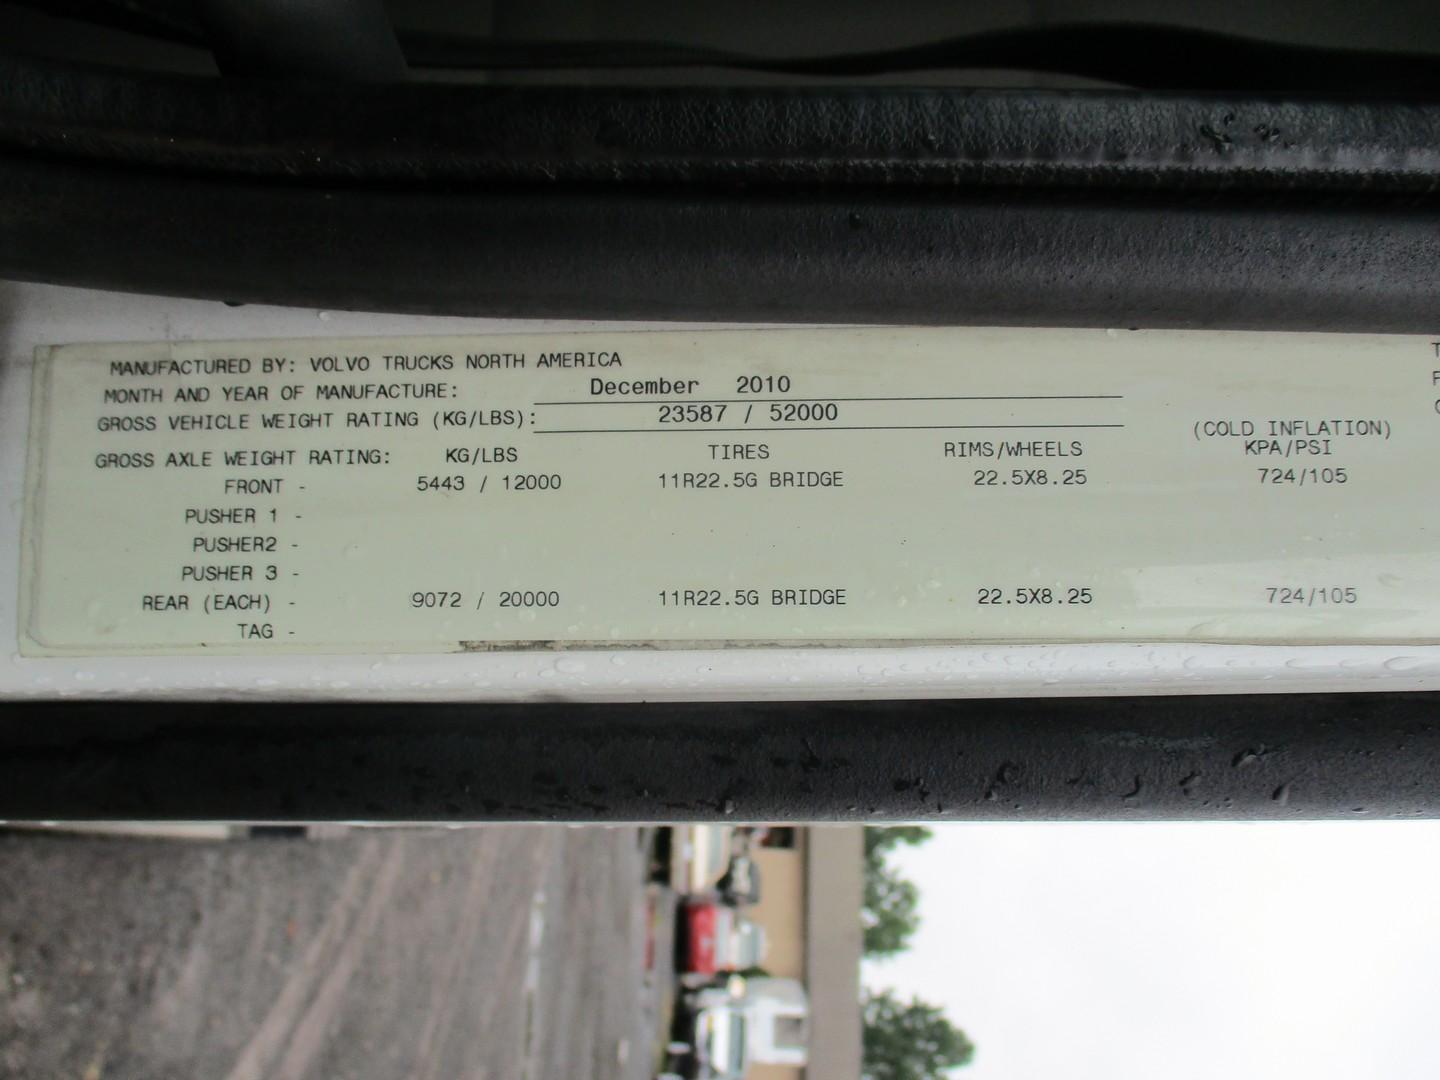 MANUFACTURED BY: VOLVO TRUCKS NORTH AMERICA
MONTH AND YEAR OF MANUFACTURE: December 2010
GROSS VEHICLE WEIGHT RATING (KG/LBS): 23587 / 52000
(COLD INFLATION)
GROSS AXLE WEIGHT RATING: KG/LBS TIRES RIMS/WHEELS KPA/PSI
FRONT - 5443 / 12000 11R22.5G BRIDGE 22.5X8.25 724/105
PUSHER 1 -
PUSHER2 -
PUSHER 3 -
REAR (EACH) - 9072 / 20000 11R22.5G BRIDGE 22.5X8.25 724/105
TAG -